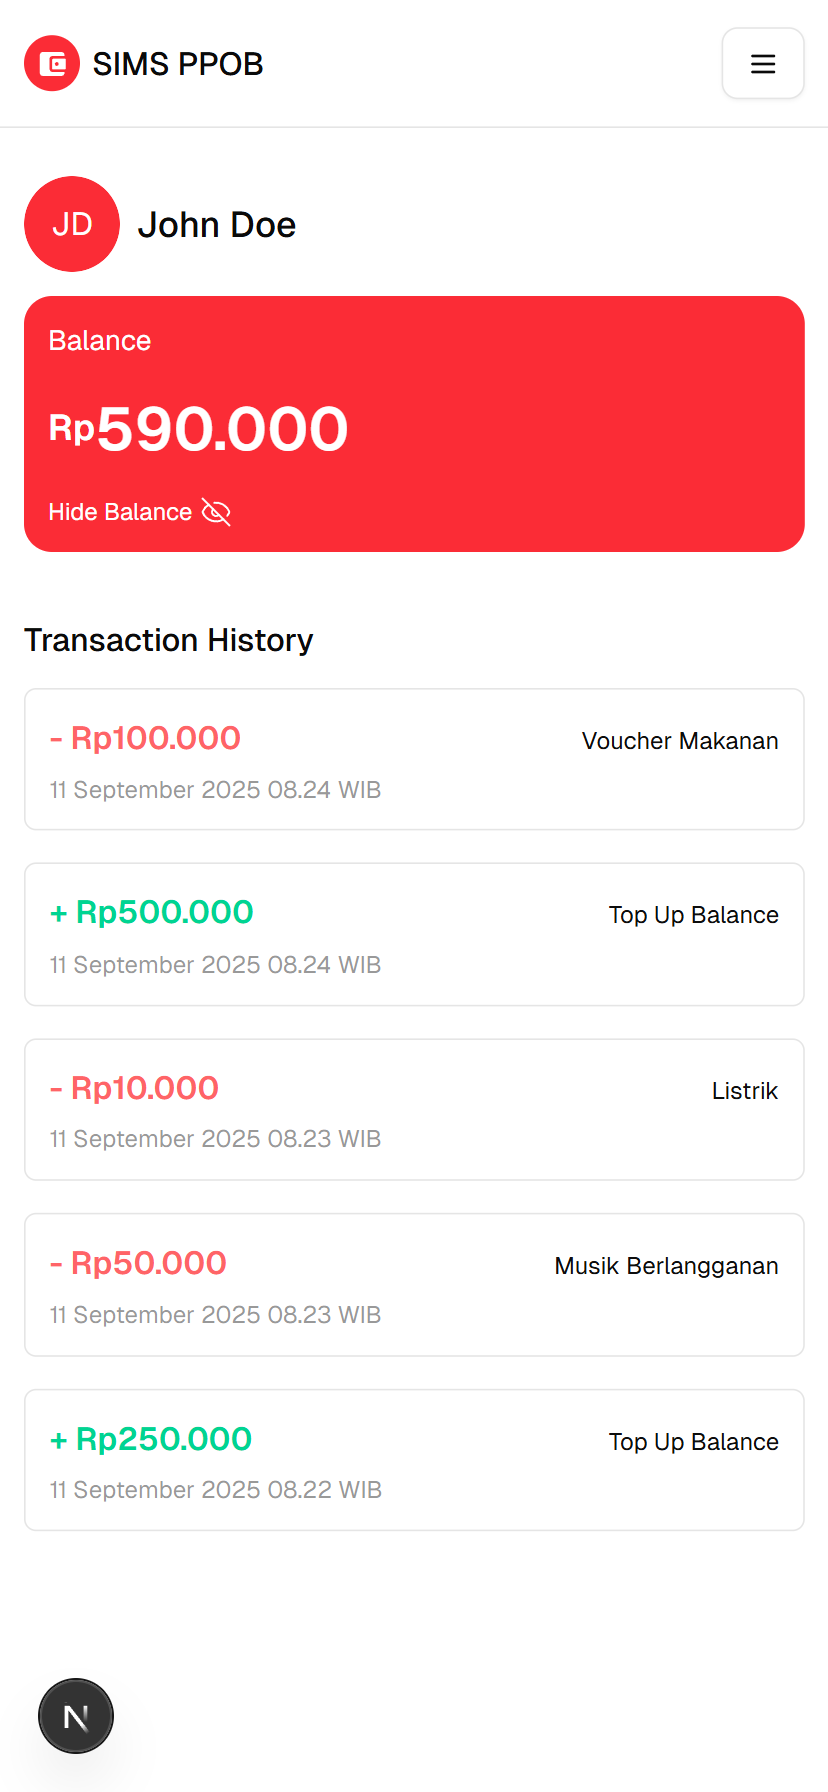 SIMS PPOB
JD
John Doe
Balance
Rp590.000
Hide Balance
Transaction History
- Rp100.000
Voucher Makanan
11 September 2025 08.24 WIB
+ Rp500.000
Top Up Balance
11 September 2025 08.24 WIB
- Rp10.000
Listrik
11 September 2025 08.23 WIB
- Rp50.000
Musik Berlangganan
11 September 2025 08.23 WIB
+ Rp250.000
Top Up Balance
11 September 2025 08.22 WIB
N